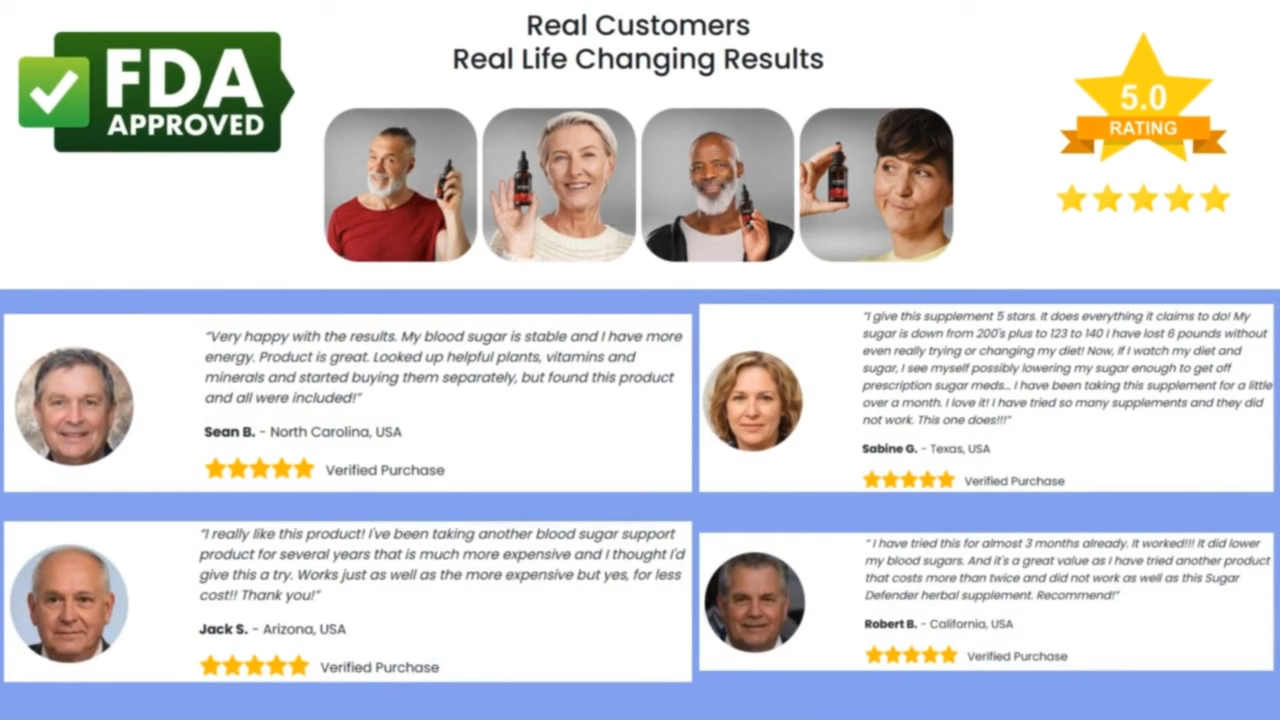 FDA
APPROVED
Real Customers
Real Life Changing Results
5.0
RATING
"Very happy with the results. My blood sugar is stable and I have more
energy. Product is great. Looked up helpful plants, vitamins and
minerals and started buying them separately, but found this product
and all were included!"
Sean B. - North Carolina, USA
Verified Purchase
"I give this supplement 5 stars. It does everything it claims to do! My
sugar is down from 200's plus to 123 to 140 I have lost 6 pounds without
even really trying or changing my diet! Now, If I watch my diet and
sugar, I see myself possibly lowering my sugar enough to get off
prescription sugar meds... I have been taking this supplement for a little
over a month. I love it! I have tried so many supplements and they did
not work. This one does!!!"
Sabine G. - Texas, USA
Verified Purchase
"I really like this product! I've been taking another blood sugar support
product for several years that is much more expensive and I thought I'd
give this a try. Works just as well as the more expensive but yes, for less
cost!! Thank you!"
Jack S. - Arizona, USA
Verified Purchase
" I have tried this for almost 3 months already. It worked!!!! It did lower
my blood sugars. And it's a great value as I have tried another product
that costs more than twice and did not work as well as this Sugar
Defender herbal supplement. Recommend!"
Robert B. - California, USA
Verified Purchase